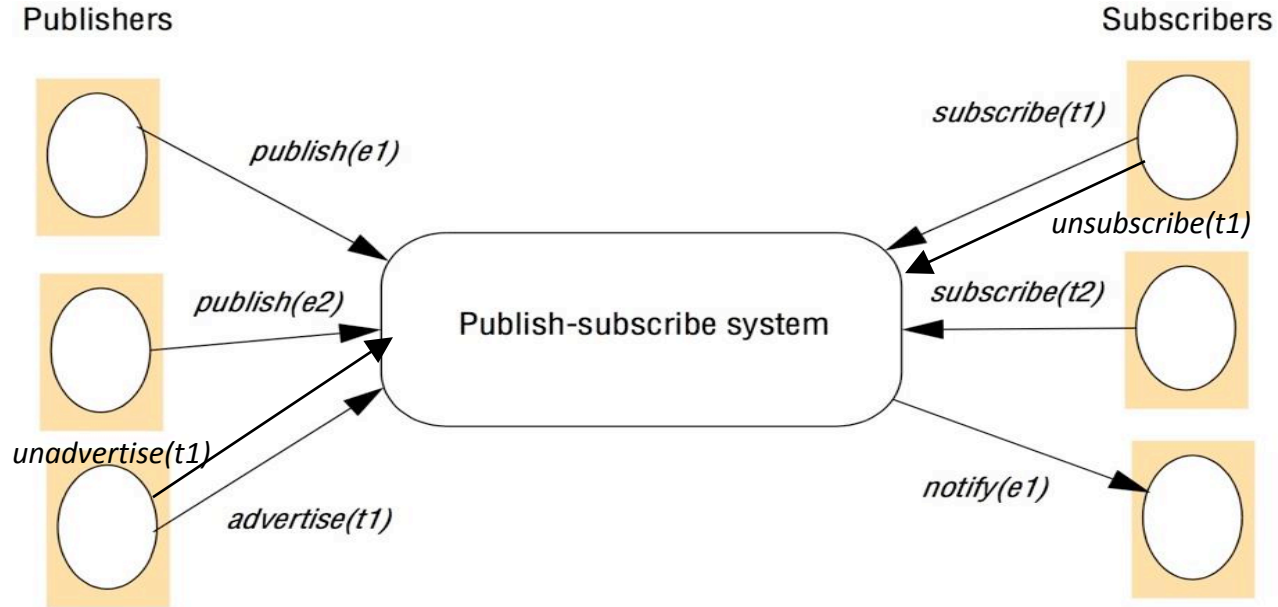 Publishers
Subscribers
publish(e1)
subscribe(t1)
unsubscribe(t1)
publish(e2)
subscribe(t2)
Publish-subscribe system
unadvertise(t1)
advertise(t1)
notify(e1)